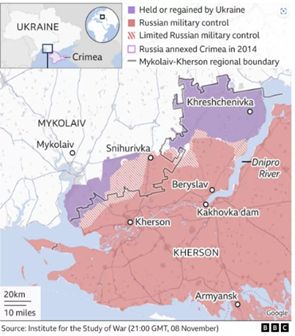 UKRAINE
Crimea
Held or regained by Ukraine
Russian military control
Limited Russian military control
Russia annexed Crimea in 2014
Mykolaiv-Kherson regional boundary
Khreshchenivka
MYKOLAIV
Mykolaiv
Snihurivka
Dnipro
River
Beryslav
Kakhovka dam
Kherson
KHERSON
20km
10 miles
Armyansk
Google
Source: Institute for the Study of War (21:00 GMT, 08 November)
BBC